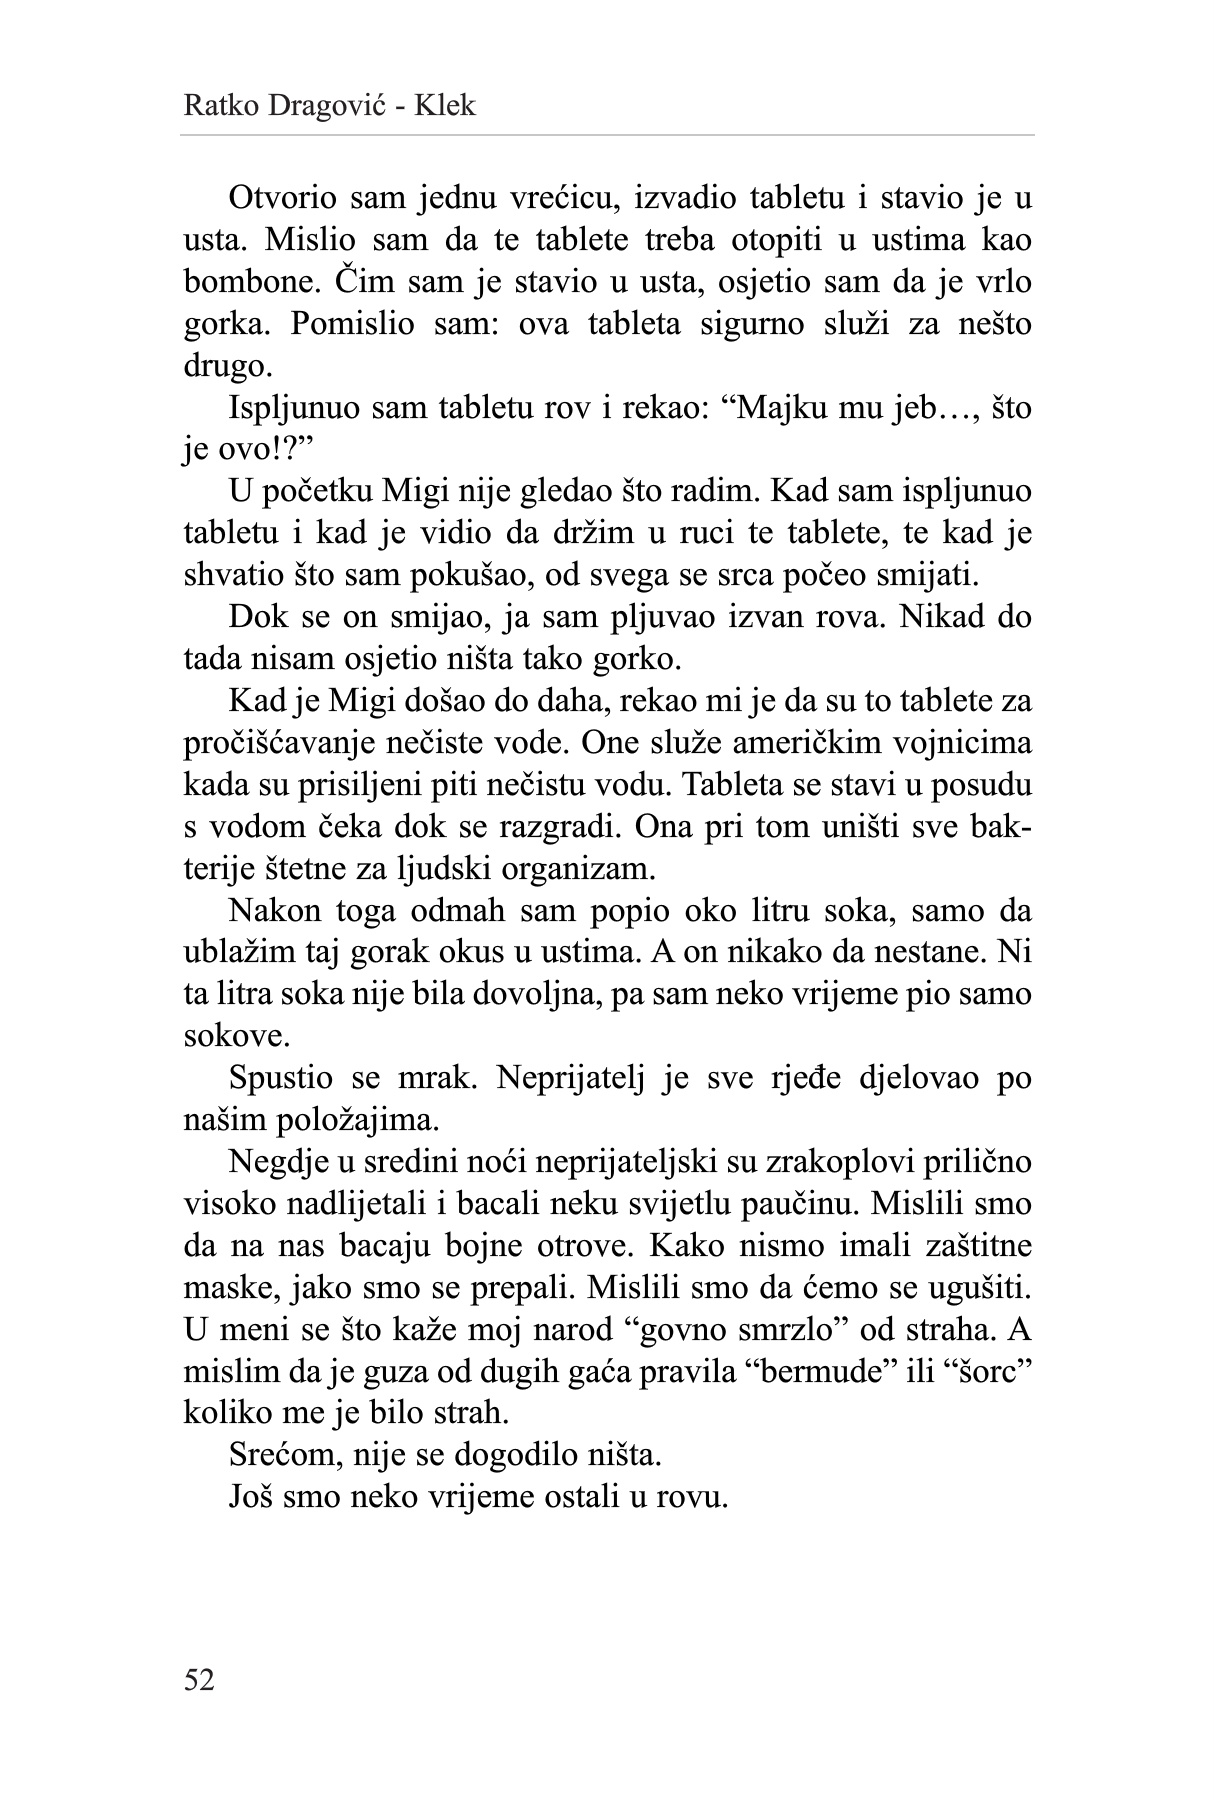 Ratko Dragović - Klek
Otvorio sam jednu vrećicu, izvadio tabletu i stavio je u
usta. Mislio sam da te tablete treba otopiti u ustima kao
bombone. Čim sam je stavio u usta, osjetio sam da je vrlo
gorka. Pomislio sam: ova tableta sigurno služi za nešto
drugo.
Ispljunuo sam tabletu rov i rekao: “Majku mu jeb…, što
je ovo!?”
U početku Migi nije gledao što radim. Kad sam ispljunuo
tabletu i kad je vidio da držim u ruci te tablete, te kad je
shvatio što sam pokušao, od svega se srca počeo smijati.
Dok se on smijao, ja sam pljuvao izvan rova. Nikad do
tada nisam osjetio ništa tako gorko.
Kad je Migi došao do daha, rekao mi je da su to tablete za
pročišćavanje nečiste vode. One služe američkim vojnicima
kada su prisiljeni piti nečistu vodu. Tableta se stavi u posudu
s vodom čeka dok se razgradi. Ona pri tom uništi sve bak-
terije štetne za ljudski organizam.
Nakon toga odmah sam popio oko litru soka, samo da
ublažim taj gorak okus u ustima. A on nikako da nestane. Ni
ta litra soka nije bila dovoljna, pa sam neko vrijeme pio samo
sokove.
Spustio se mrak. Neprijatelj je sve rjeđe djelovao po
našim položajima.
Negdje u sredini noći neprijateljski su zrakoplovi prilično
visoko nadlijetali i bacali neku svijetlu paučinu. Mislili smo
da na nas bacaju bojne otrove. Kako nismo imali zaštitne
maske, jako smo se prepali. Mislili smo da ćemo se ugušiti.
U meni se što kaže moj narod “govno smrzlo” od straha. A
mislim da je guza od dugih gaća pravila “bermude” ili “šorc”
koliko me je bilo strah.
Srećom, nije se dogodilo ništa.
Još smo neko vrijeme ostali u rovu.
52